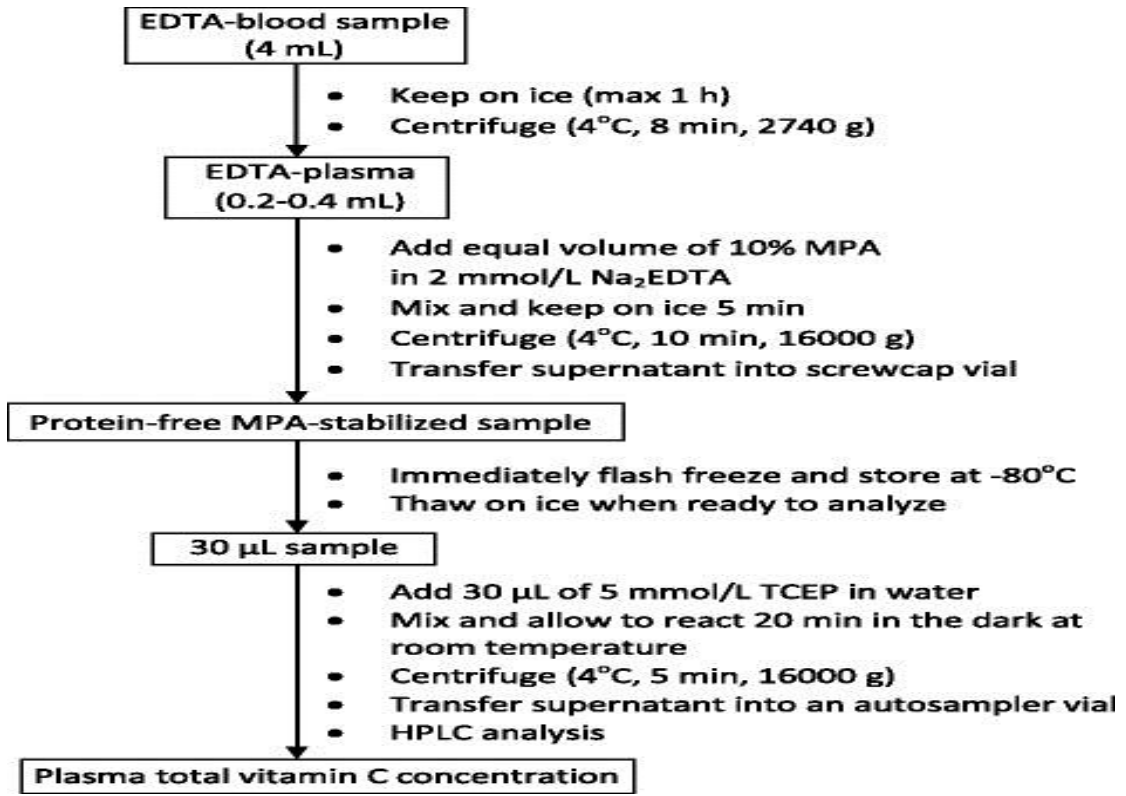 EDTA-blood sample
(4 mL)
• Keep on ice (max 1 h)
• Centrifuge (4°C, 8 min, 2740 g)
EDTA-plasma
(0.2-0.4 mL)
• Add equal volume of 10% MPA
in 2 mmol/L Na₂EDTA
• Mix and keep on ice 5 min
• Centrifuge (4°C, 10 min, 16000 g)
• Transfer supernatant into screwcap vial
Protein-free MPA-stabilized sample
• Immediately flash freeze and store at -80°C
• Thaw on ice when ready to analyze
30 µL sample
• Add 30 µL of 5 mmol/L TCEP in water
• Mix and allow to react 20 min in the dark at
room temperature
• Centrifuge (4°C, 5 min, 16000 g)
• Transfer supernatant into an autosampler vial
• HPLC analysis
Plasma total vitamin C concentration